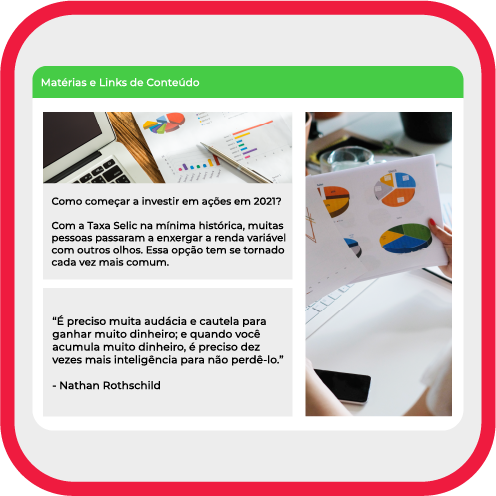 Matérias e Links de Conteúdo
Como começar a investir em ações em 2021?
Com a Taxa Selic na mínima histórica, muitas
pessoas passaram a enxergar a renda variável
com outros olhos. Essa opção tem se tornado
cada vez mais comum.
“É preciso muita audácia e cautela para
ganhar muito dinheiro; e quando você
acumula muito dinheiro, é preciso dez
vezes mais inteligência para não perdê-lo.”
- Nathan Rothschild